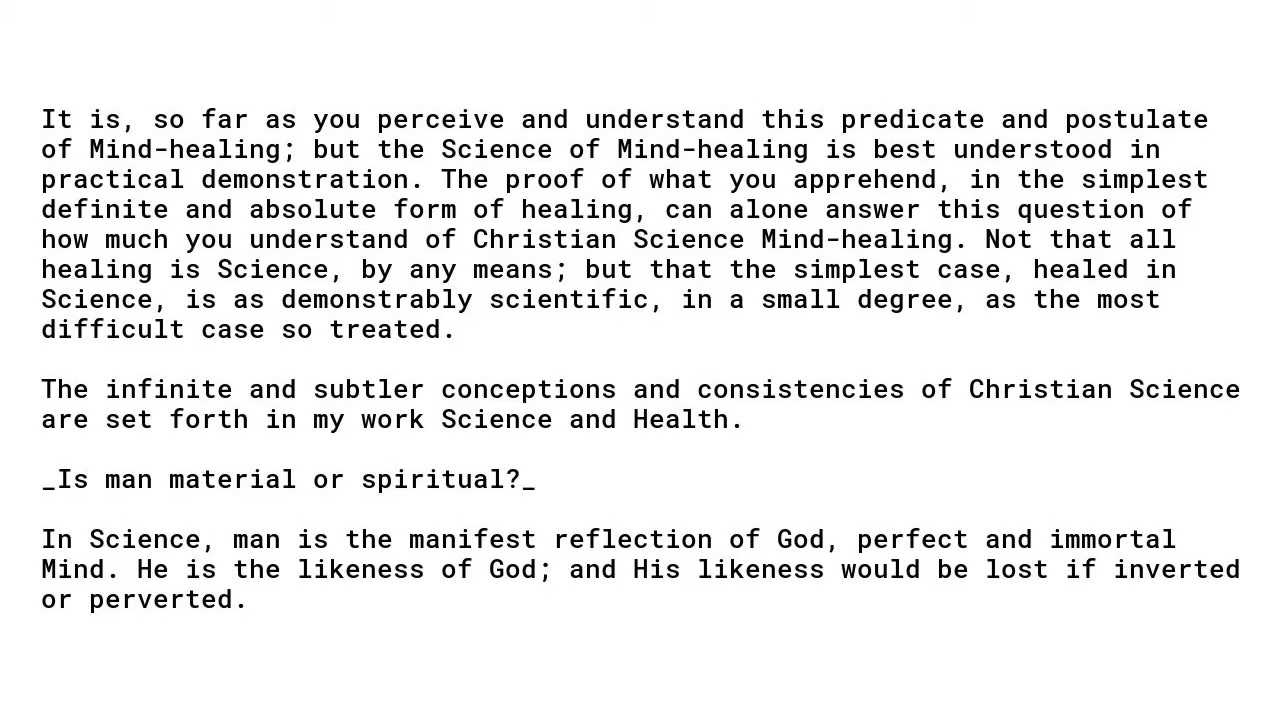 It is, so far as you perceive and understand this predicate and postulate
of Mind-healing; but the Science of Mind-healing is best understood in
practical demonstration. The proof of what you apprehend, in the simplest
definite and absolute form of healing, can alone answer this question of
how much you understand of Christian Science Mind-healing. Not that all
healing is Science, by any means; but that the simplest case, healed in
Science, is as demonstrably scientific, in a small degree, as the most
difficult case so treated.

The infinite and subtler conceptions and consistencies of Christian Science
are set forth in my work Science and Health.

_Is man material or spiritual?_

In Science, man is the manifest reflection of God, perfect and immortal
Mind. He is the likeness of God; and His likeness would be lost if inverted
or perverted.